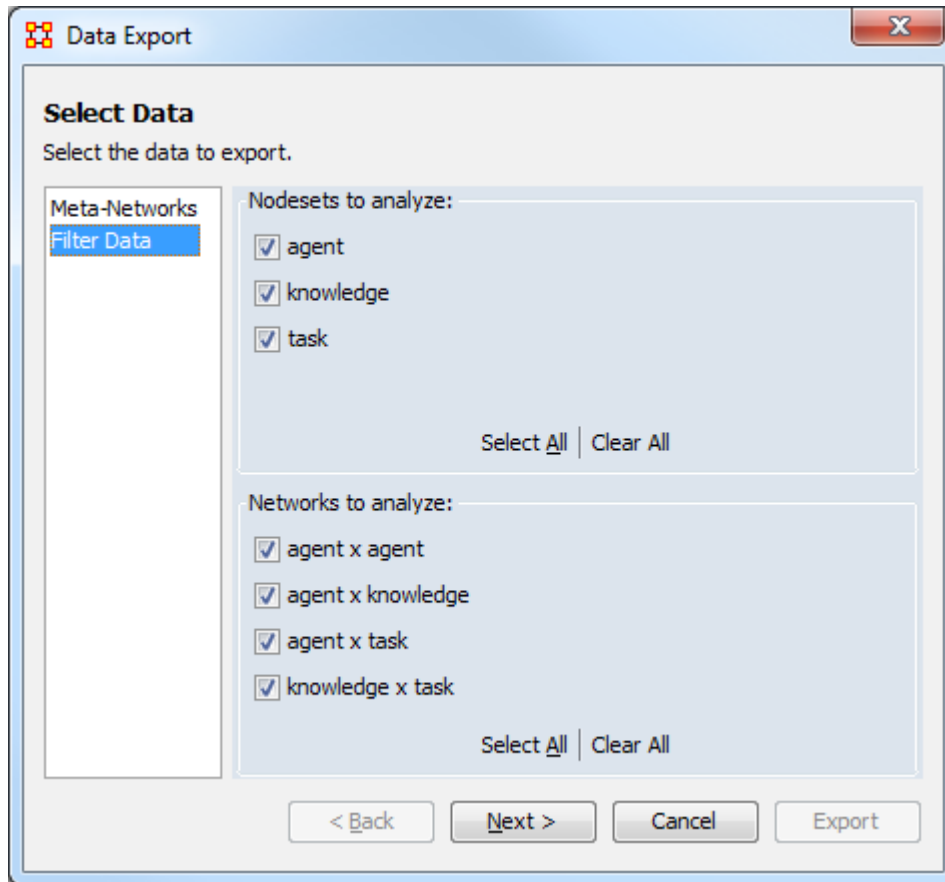 Data Export
Select Data
Select the data to export.
Meta-Networks
Filter Data
Nodesets to analyze:
agent
knowledge
task
Select All | Clear All
Networks to analyze:
agent x agent
agent x knowledge
agent x task
knowledge x task
Select All | Clear All
< Back Next > Cancel Export